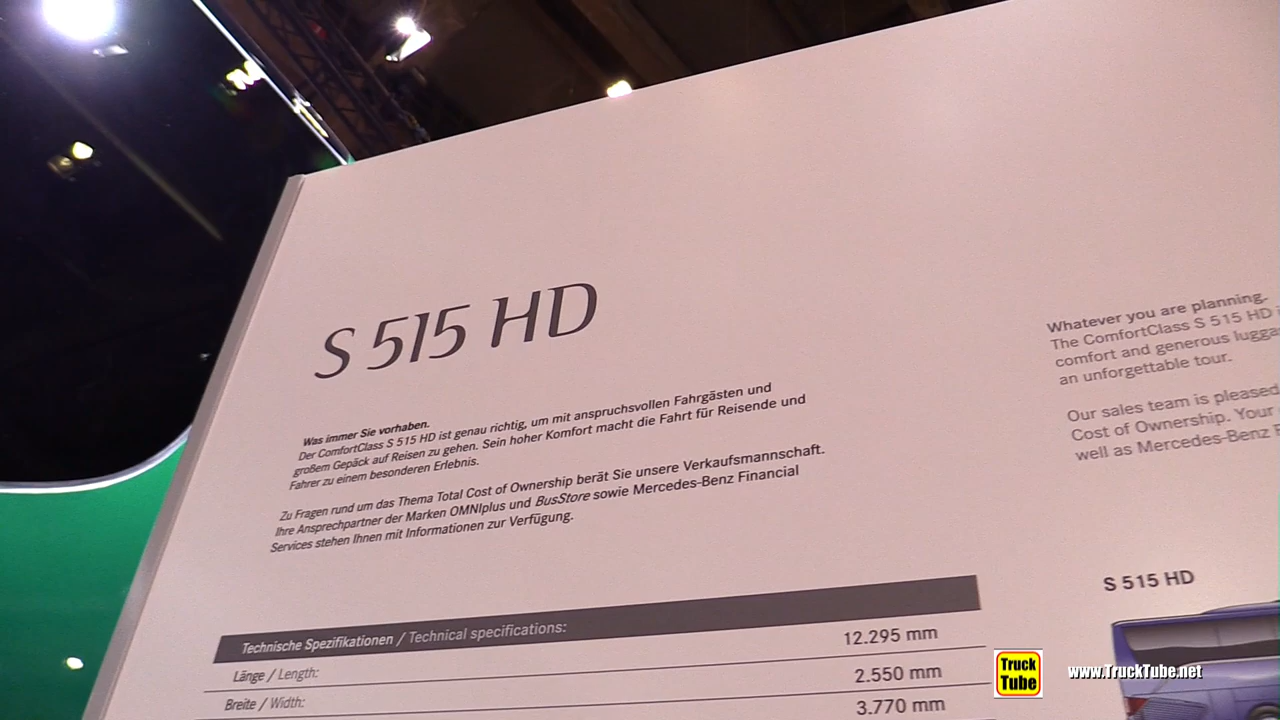 S 515 HD
Was immer Sie vorhaben.
Der ComfortClass S 515 HD ist genau richtig, um mit anspruchsvollen Fahrgästen und
großem Gepäck auf Reisen zu gehen. Sein hoher Komfort macht die Fahrt für Reisende und
Fahrer zu einem besonderen Erlebnis.
Zu Fragen rund um das Thema Total Cost of Ownership berät Sie unsere Verkaufsmannschaft.
Ihre Ansprechpartner der Marken OMNIplus und BusStore sowie Mercedes-Benz Financial
Services stehen Ihnen mit Informationen zur Verfügung.
Technische Spezifikationen / Technical specifications:
Länge / Length: 12.295 mm
Breite / Width: 2.550 mm
3.770 mm
Whatever you are planning.
The ComfortClass S 515 HD
comfort and generous
an unforgettable tour.
Our sales team is pleased
Cost of Ownership. Your
well as Mercedes-Benz
S 515 HD
Truck
Tube
www.TruckTube.net